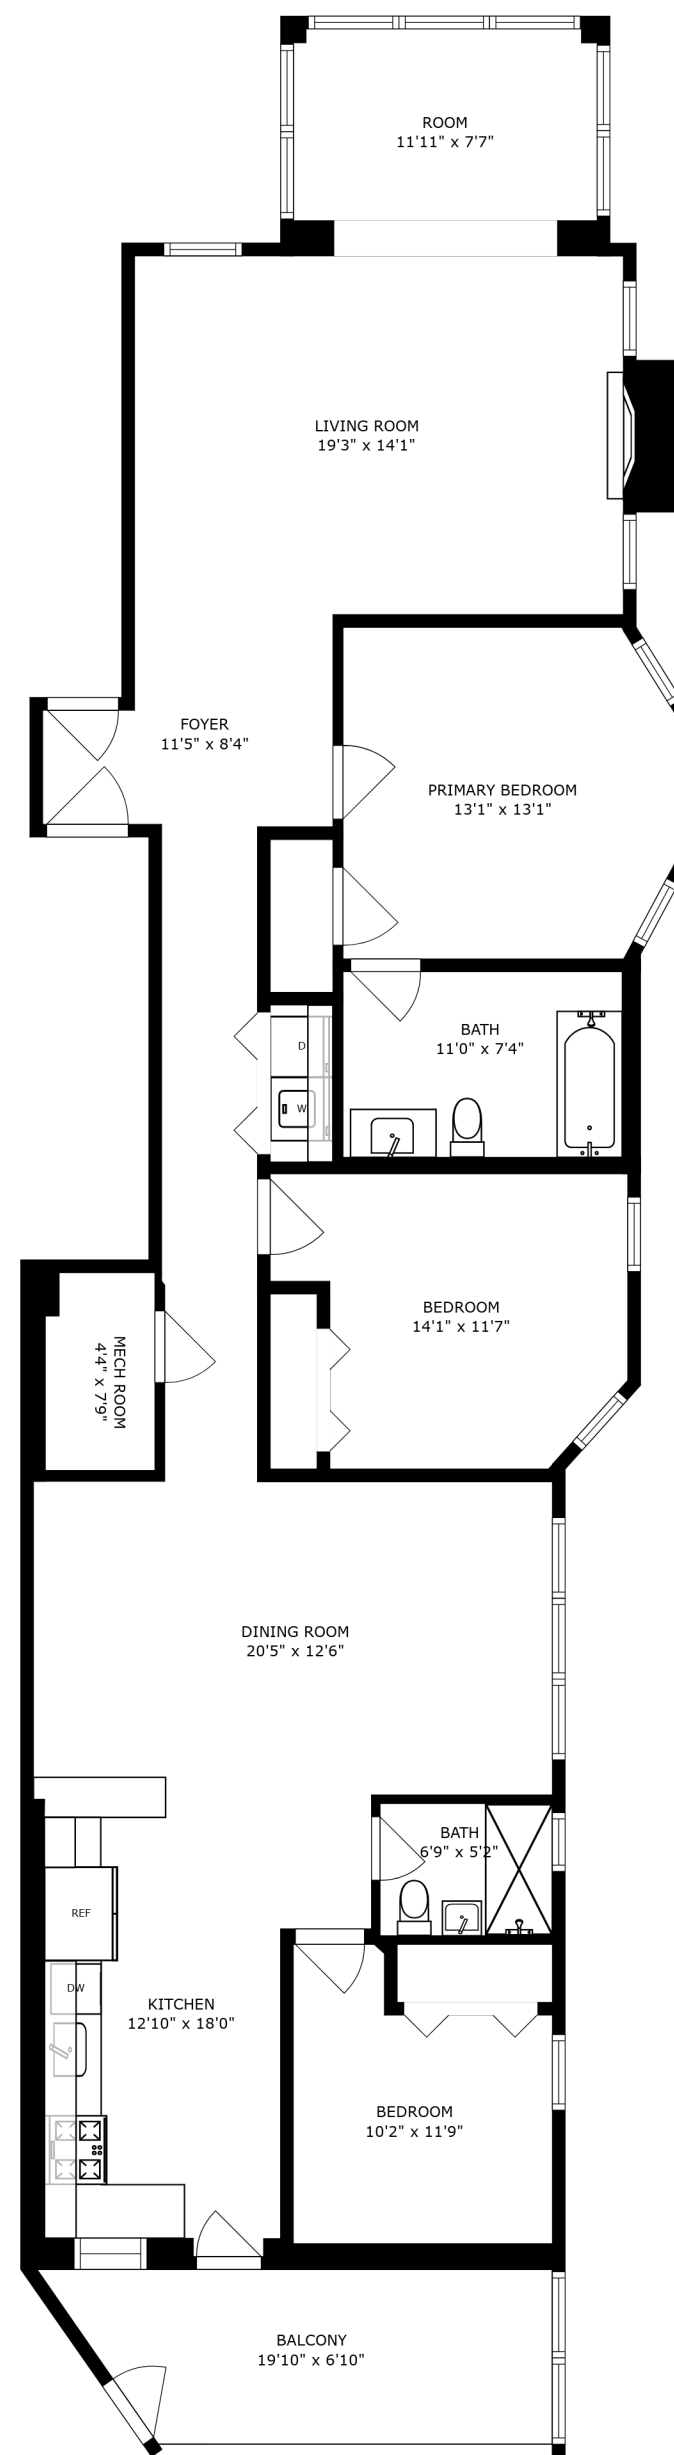 ROOM
11'11" x 7'7"
LIVING ROOM
19'3" x 14'1"
FOYER
11'5" x 8'4"
PRIMARY BEDROOM
13'1" x 13'1"
BATH
11'0" x 7'4"
D
W
BEDROOM
14'1" x 11'7"
MECH ROOM
4'4" x 7'9"
DINING ROOM
20'5" x 12'6"
BATH
6'9" x 5'2"
REF
DW
KITCHEN
12'10" x 18'0"
BEDROOM
10'2" x 11'9"
BALCONY
19'10" x 6'10"